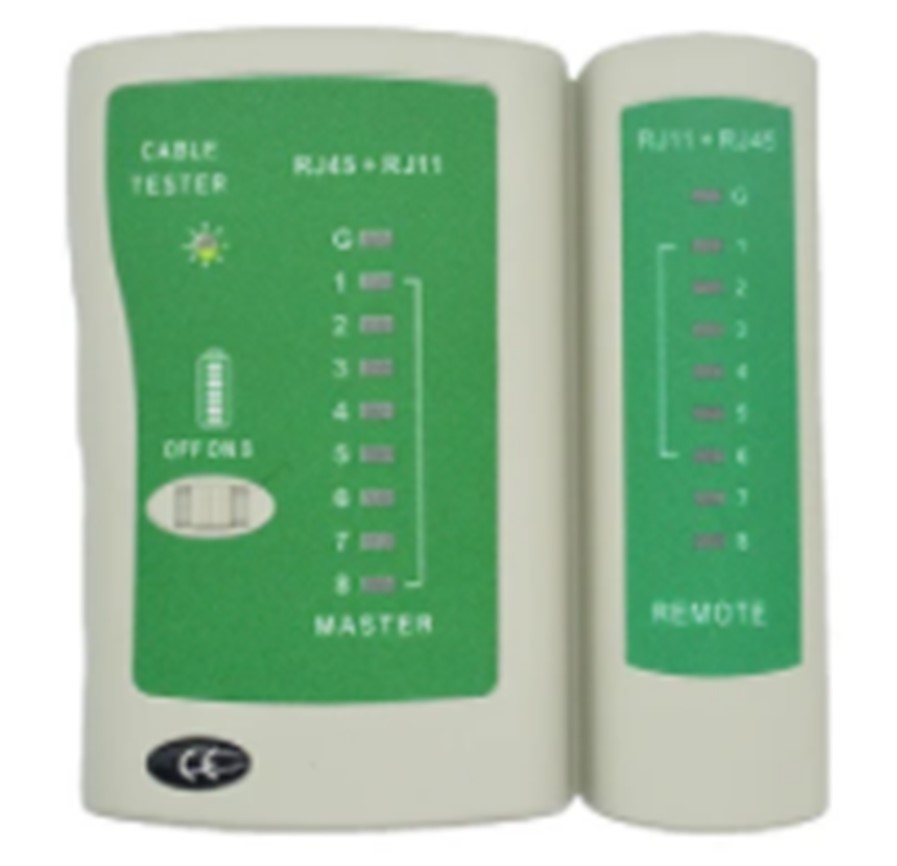 CABLE
TESTER
OFF ON S
RJ45 + RJ11
G
1
2
3
4
5
6
7
8
MASTER
CE
RJ11 + RJ45
G
1
2
3
4
5
6
7
8
REMOTE